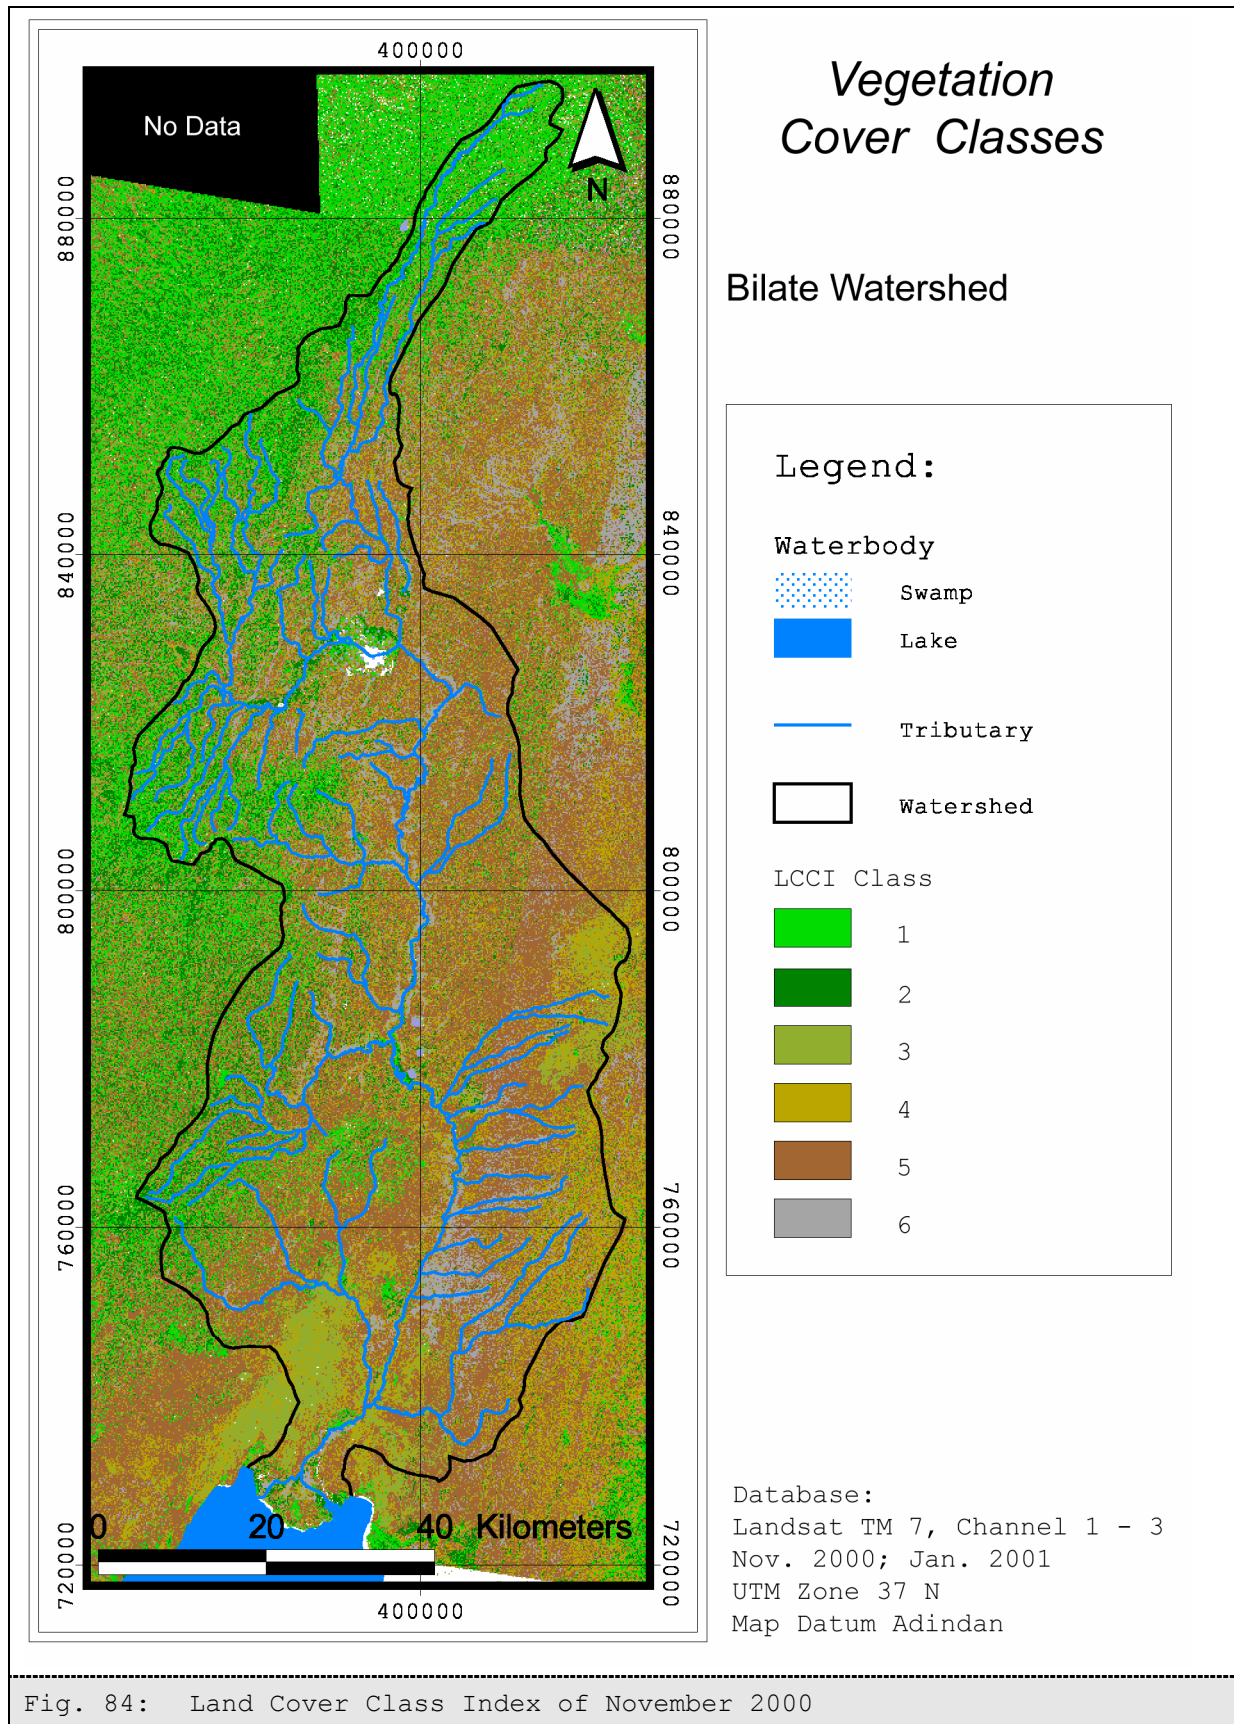 400000
No Data
N
880000
880000
840000
840000
800000
800000
760000
760000
720000
720000
0 20 40 Kilometers
400000
Vegetation
Cover Classes
Bilate Watershed
Legend:
Waterbody
Swamp
Lake
Tributary
Watershed
LCCI Class
1
2
3
4
5
6
Database:
Landsat TM 7, Channel 1 - 3
Nov. 2000; Jan. 2001
UTM Zone 37 N
Map Datum Adindan
Fig. 84: Land Cover Class Index of November 2000